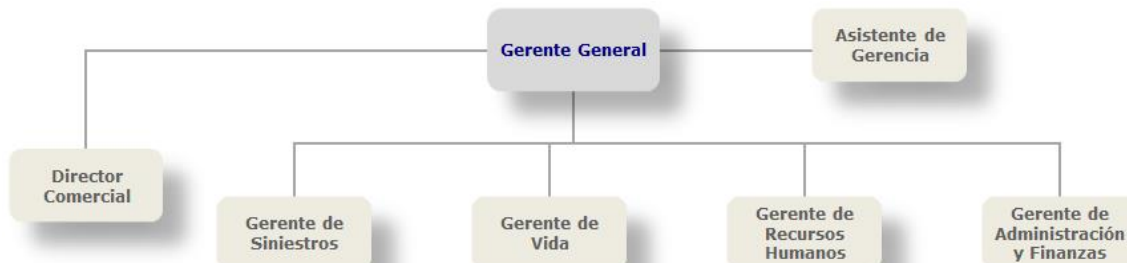 Gerente General
Asistente de
Gerencia
Director
Comercial
Gerente de
Siniestros
Gerente de
Vida
Gerente de
Recursos
Humanos
Gerente de
Administración
y Finanzas